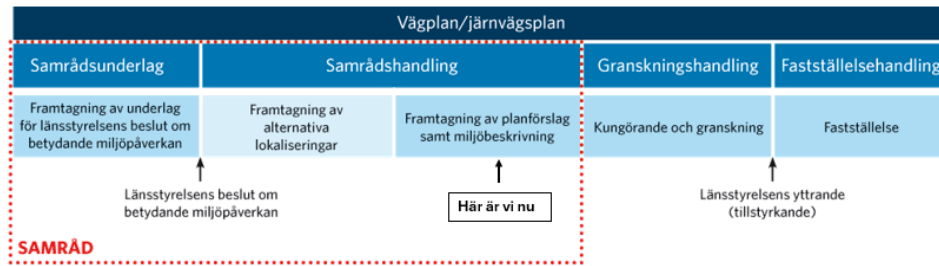 Vägplan/järnvägsplan
Samrådsunderlag
Samrådshandling
Granskningshandling
Fastställelsehandling
Framtagning av underlag
för länsstyrelsens beslut om
betydande miljöpåverkan
Framtagning av
alternativa
lokaliseringar
Framtagning av planförslag
samt miljöbeskrivning
Kungörande och granskning
Fastställelse
Länsstyrelsens beslut om
betydande miljöpåverkan
Här är vi nu
Länsstyrelsens yttrande
(tillstyrkande)
SAMRÅD